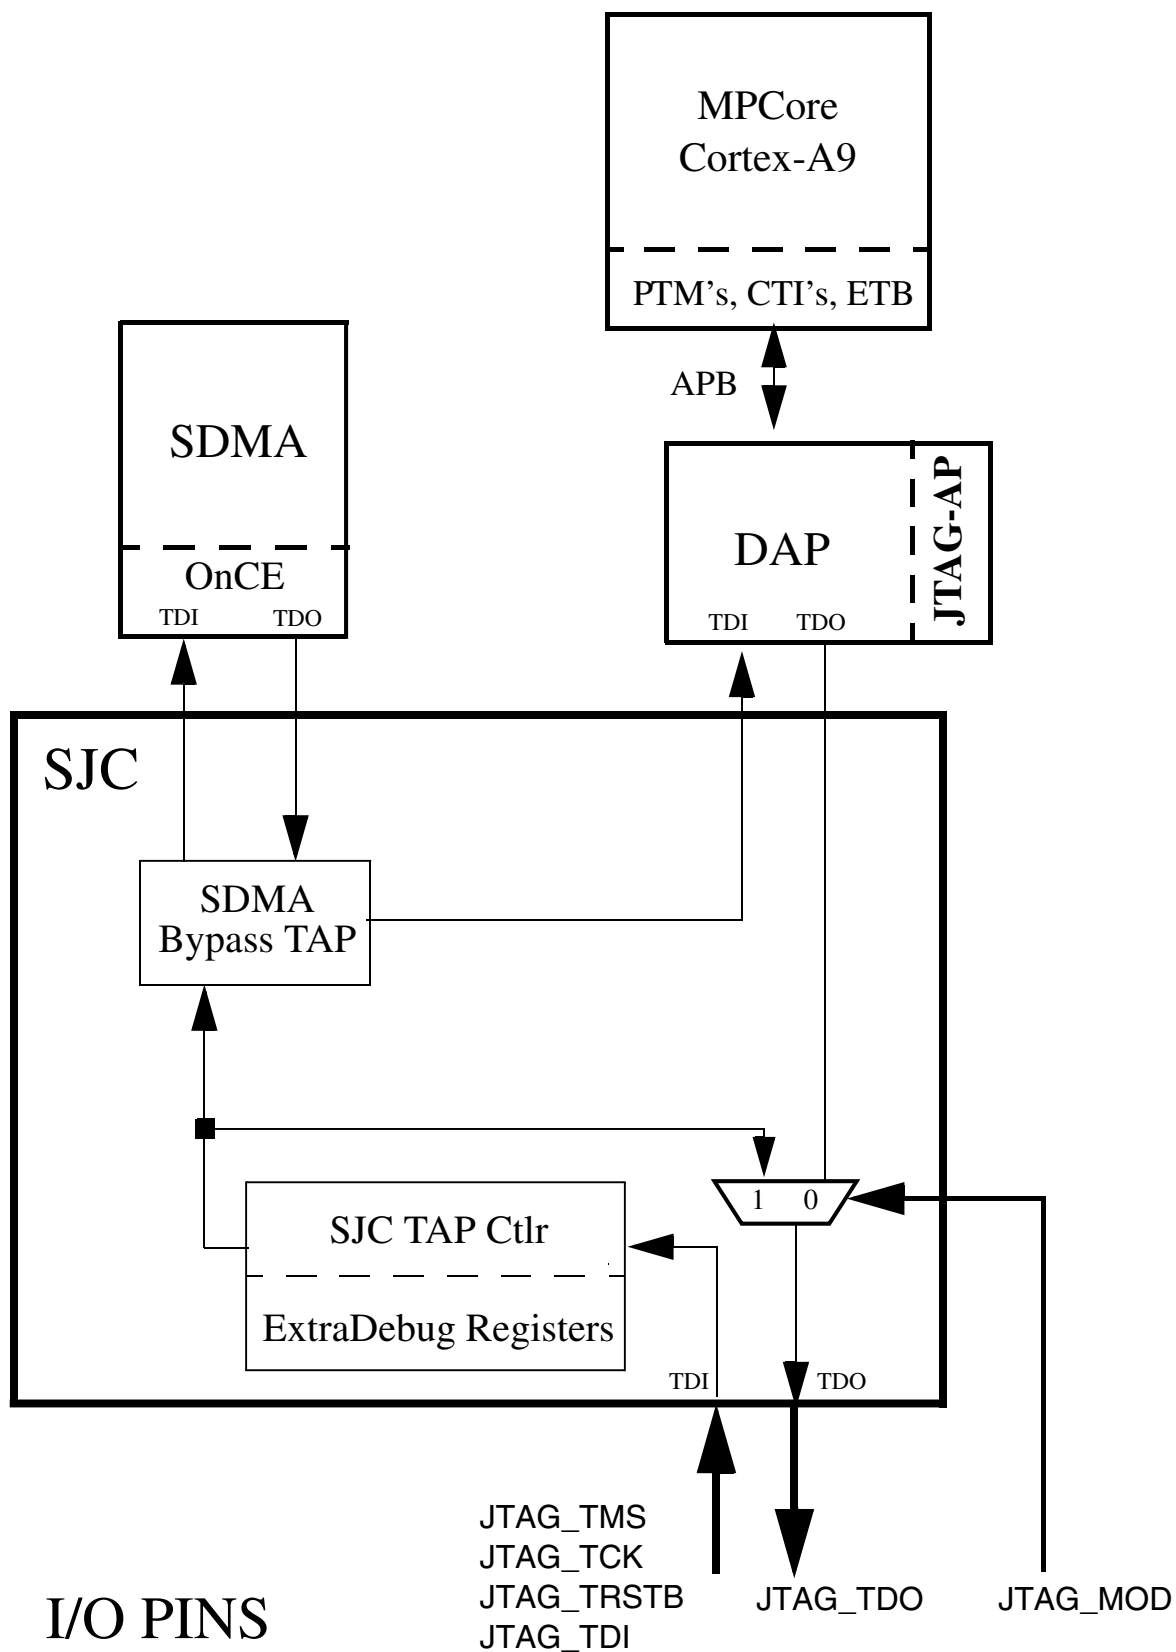 MPCore
Cortex-A9
PTM's, CTI's, ETB
APB
SDMA
OnCE
TDI TDO
DAP
JTAG-AP
TDI TDO
SJC
SDMA
Bypass TAP
1 0
SJC TAP Ctlr
ExtraDebug Registers
TDI TDO
JTAG_TMS
JTAG_TCK
JTAG_TRSTB
JTAG_TDI
JTAG_TDO
JTAG_MOD
I/O PINS